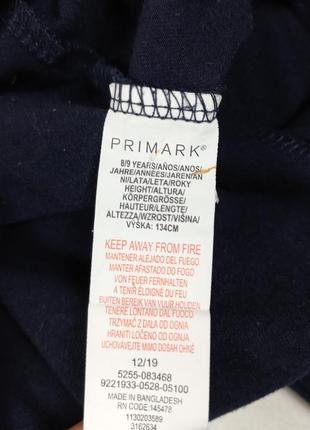 PRIMARK®
8/9 YEARS/AÑOS/ANOS/
JAHRE/ANNÉES/JAREN/AN
NI/LATA/LETA/ROKY
HEIGHT/ALTURA/
KÖRPERGRÖSSE/
HAUTEUR/LENGTE/
ALTEZZA/WZROST/VIŠINA/
VÝŠKA: 134CM
KEEP AWAY FROM FIRE
MANTENER ALEJADO DEL FUEGO
MANTER AFASTADO DO FOGO
VON FEUER FERNHALTEN
A TENIR ÉLOIGNÉ DU FEU
BUITEN BEREIK VAN VUUR HOUDEN
TENERE LONTANO DAL FUOCO
TRZYMAĆ Z DALA OD OGNIA
HRANITI LOČENO OD OGNJA
UCHOVÁVEJTE MIMO DOSAH OHNĚ
12/19
5255-083468
9221933-0528-05100
MADE IN BANGLADESH
RN CODE:145478
1130203589
3162634